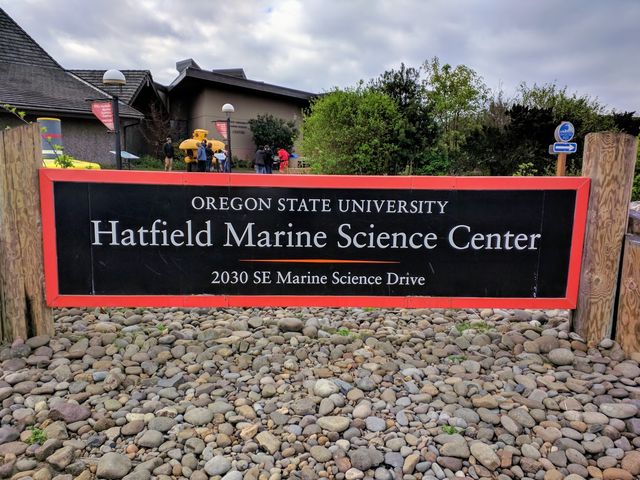 OREGON STATE UNIVERSITY
Hatfield Marine Science Center
2030 SE Marine Science Drive